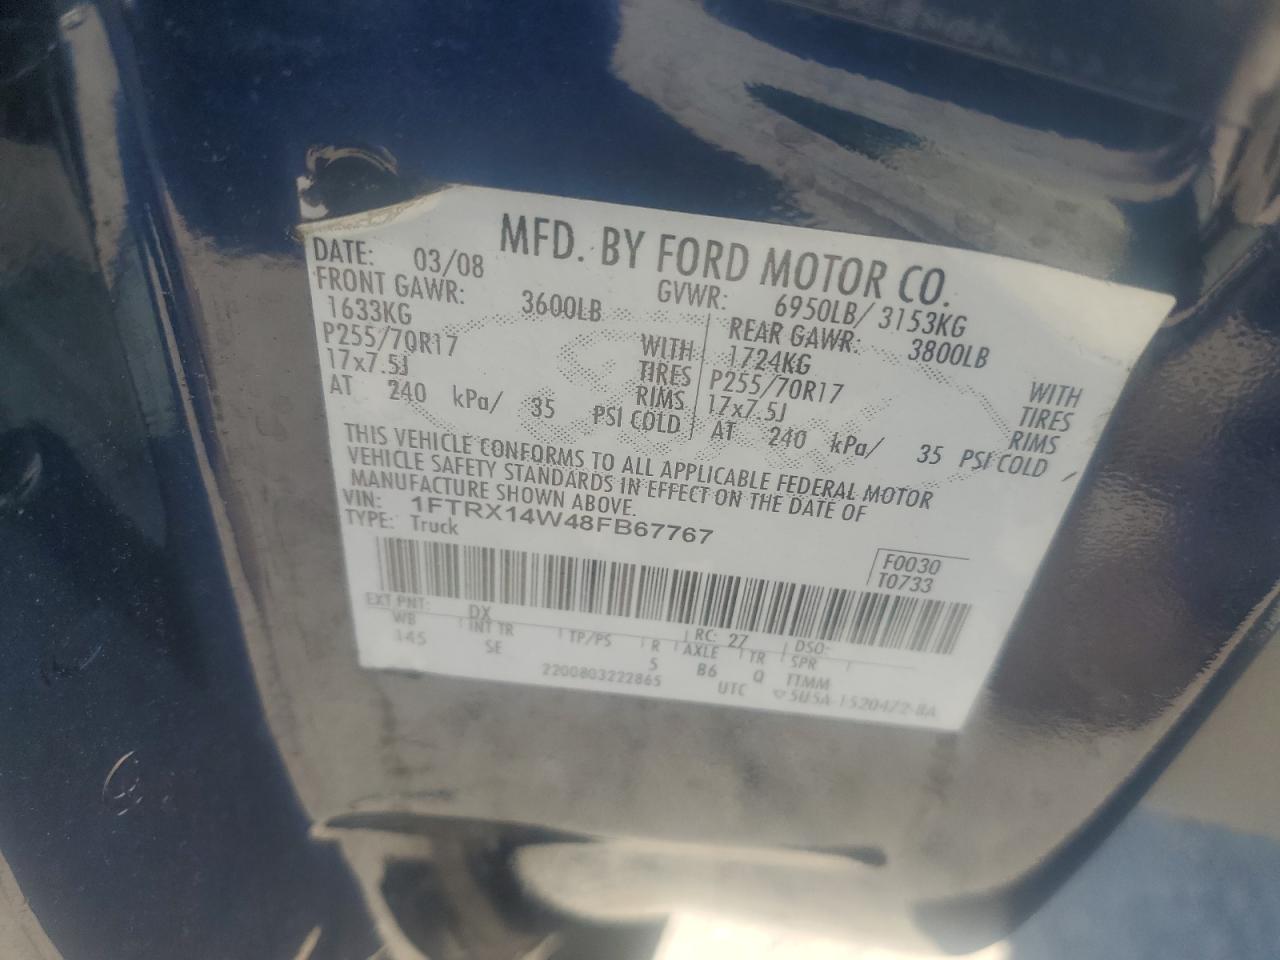 MFD. BY FORD MOTOR CO.
DATE: 03/08 GVWR: 6950LB/ 3153KG
FRONT GAWR: 3600LB REAR GAWR: 3800LB
1633KG WITH 1724KG WITH
P255/70R17 TIRES P255/70R17 TIRES
17x7.5J RIMS 17x7.5J RIMS
AT 240 kPa/ 35 PSI COLD AT 240 kPa/ 35 PSI COLD
THIS VEHICLE CONFORMS TO ALL APPLICABLE FEDERAL MOTOR
VEHICLE SAFETY STANDARDS IN EFFECT ON THE DATE OF
MANUFACTURE SHOWN ABOVE.
VIN: 1FTRX14W48FB67767
TYPE: Truck
F0030
T0733
EXT PNT: DX RC: 27 DSO:
WB INT TR TP/PS R AXLE TR SPR
145 SE 5 B6 Q TTMM
2200803222865 UTC